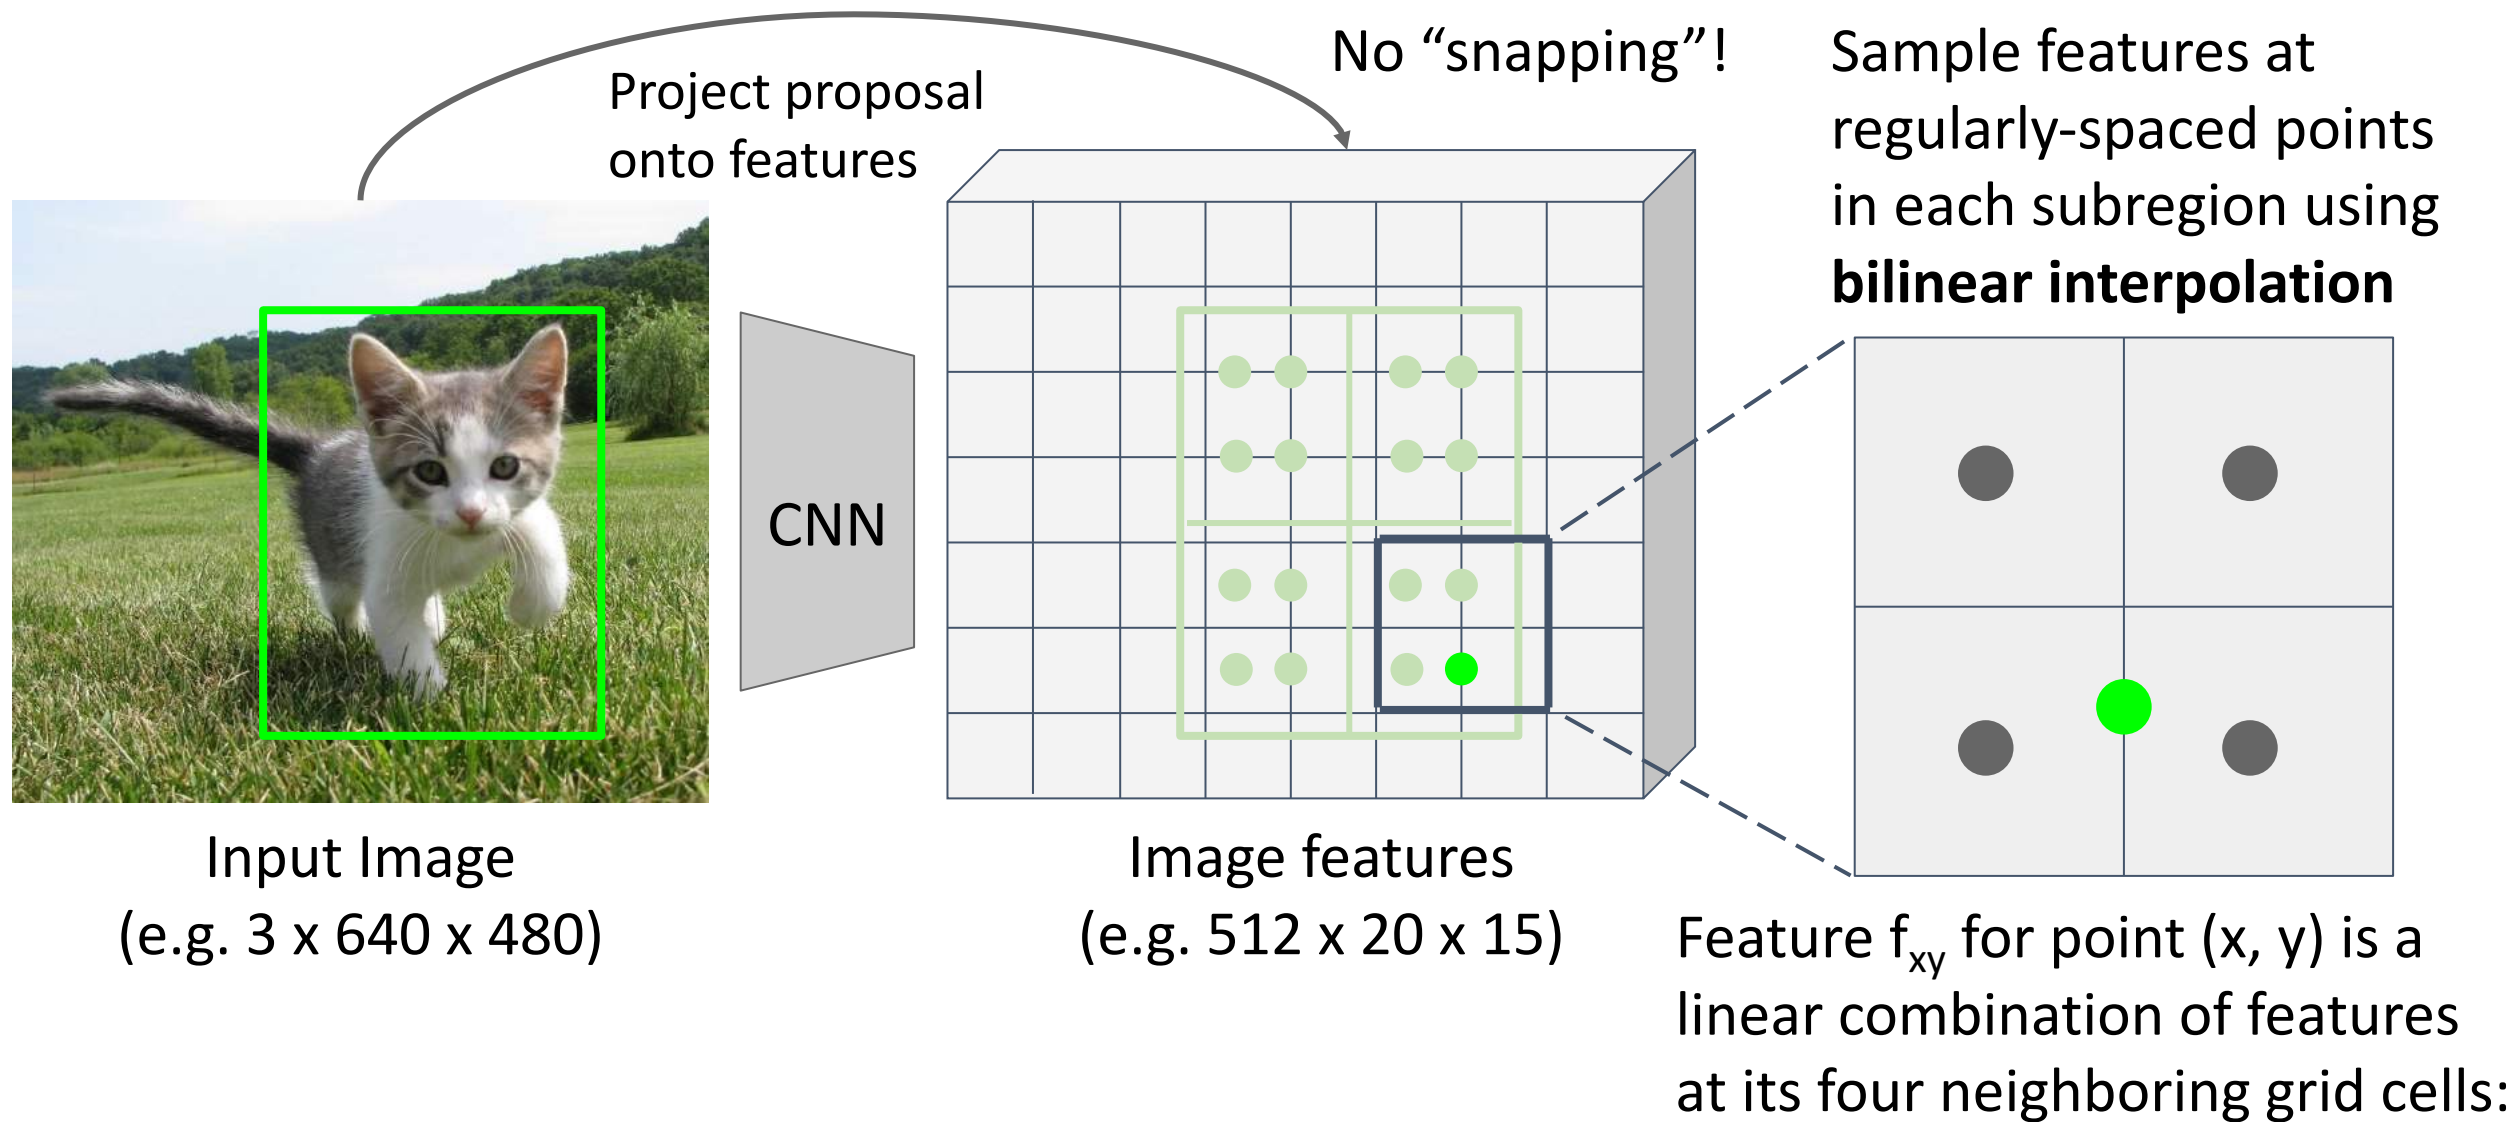 Project proposal
onto features
No “snapping”!
Sample features at
regularly-spaced points
in each subregion using
bilinear interpolation
CNN
Input Image
(e.g. 3 x 640 x 480)
Image features
(e.g. 512 x 20 x 15)
Feature fxy for point (x, y) is a
linear combination of features
at its four neighboring grid cells: